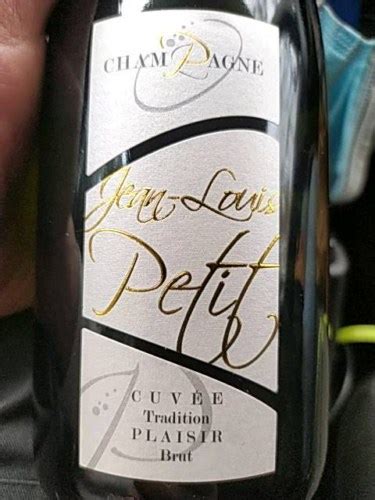 CHAMPAGNE
Jean-Louis
Petit
CUVÉE
Tradition
PLAISIR
Brut